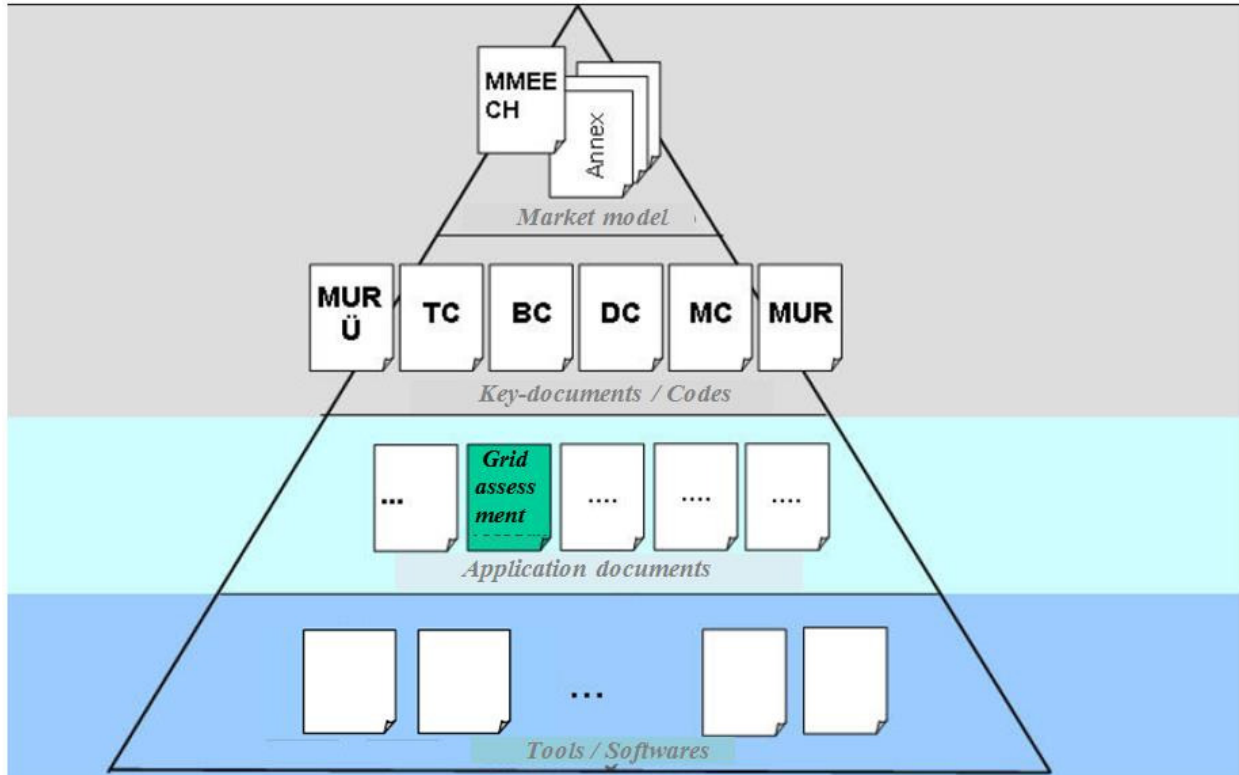 MMEE
CH
Annex
Market model
MUR
Ü
TC
BC
DC
MC
MUR
Key-documents / Codes
...
Grid
assess
ment
....
....
....
Application documents
...
Tools / Softwares